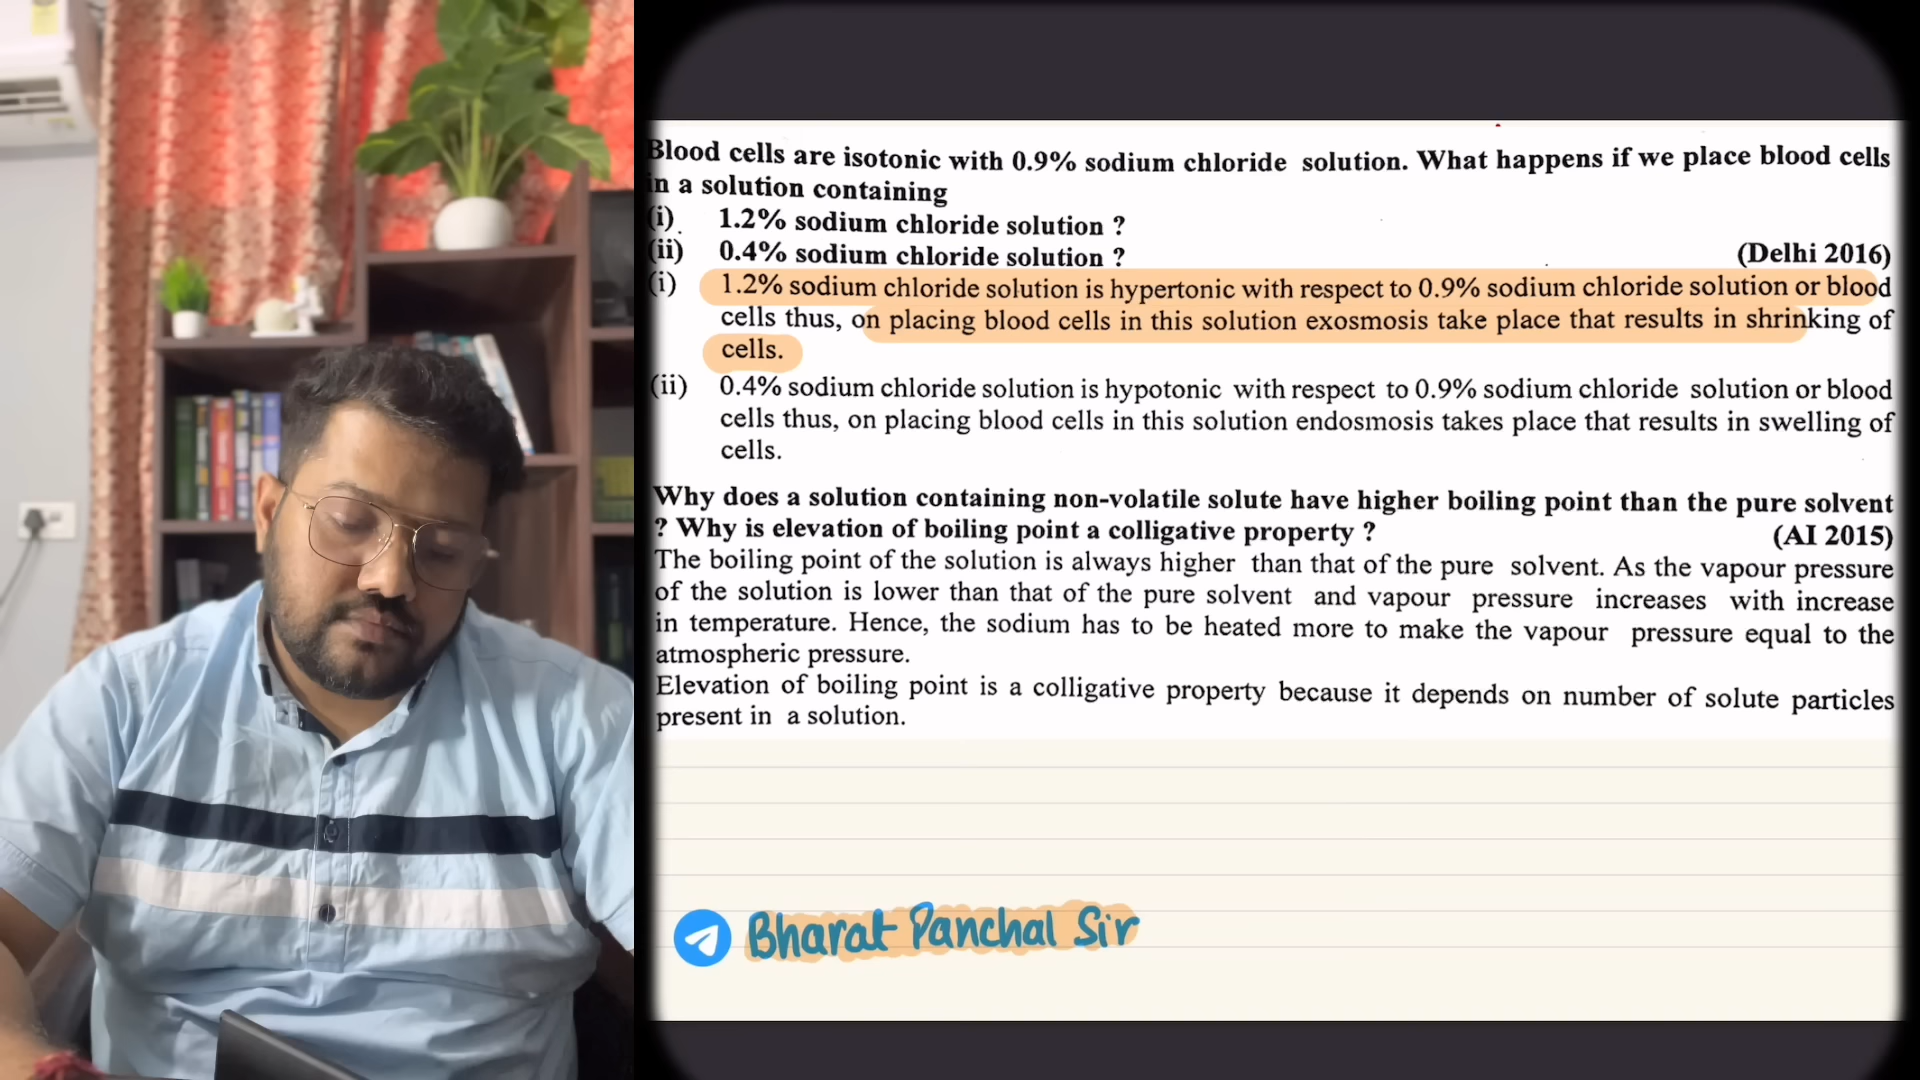 Blood cells are isotonic with 0.9% sodium chloride solution. What happens if we place blood cells
in a solution containing
(i) 1.2% sodium chloride solution ?
(ii) 0.4% sodium chloride solution ?
(Delhi 2016)
(i) 1.2% sodium chloride solution is hypertonic with respect to 0.9% sodium chloride solution or blood
cells thus, on placing blood cells in this solution exosmosis take place that results in shrinking of
cells.
(ii) 0.4% sodium chloride solution is hypotonic with respect to 0.9% sodium chloride solution or blood
cells thus, on placing blood cells in this solution endosmosis takes place that results in swelling of
cells.
Why does a solution containing non-volatile solute have higher boiling point than the pure solvent
? Why is elevation of boiling point a colligative property ?
(AI 2015)
The boiling point of the solution is always higher than that of the pure solvent. As the vapour pressure
of the solution is lower than that of the pure solvent and vapour pressure increases with increase
in temperature. Hence, the sodium has to be heated more to make the vapour pressure equal to the
atmospheric pressure.
Elevation of boiling point is a colligative property because it depends on number of solute particles
present in a solution.
Bharat Panchal Sir